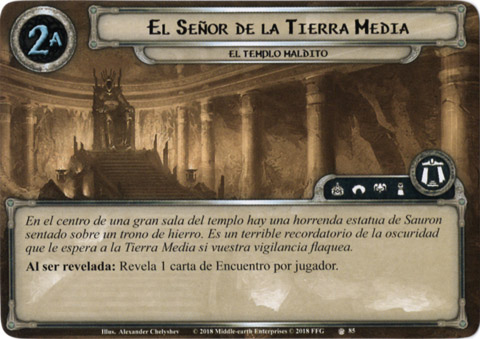 2A
El Señor de la Tierra Media
El Templo Maldito
En el centro de una gran sala del templo hay una horrenda estatua de Sauron
sentado sobre un trono de hierro. Es un terrible recordatorio de la oscuridad
que le espera a la Tierra Media si vuestra vigilancia flaquea.
Al ser revelada: Revela 1 carta de Encuentro por jugador.
Illus. Alexander Chelyshev © 2018 Middle-earth Enterprises © 2018 FFG 85